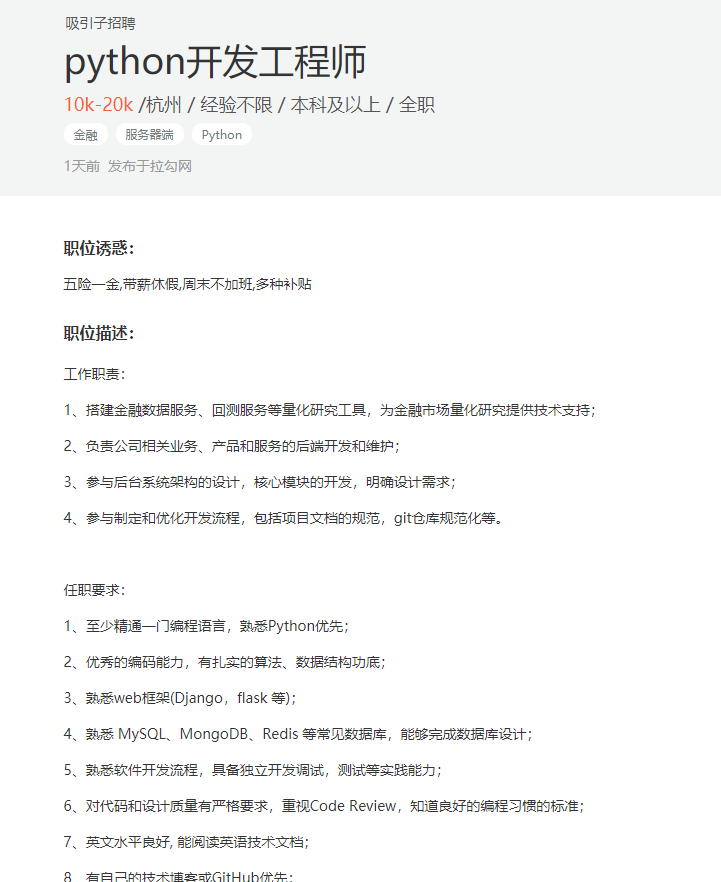 吸引子招聘
python开发工程师
10k-20k /杭州 / 经验不限 / 本科及以上 / 全职
金融 服务器端 Python
1天前 发布于拉勾网
职位诱惑：
五险一金,带薪休假,周末不加班,多种补贴
职位描述：
工作职责：
1、搭建金融数据服务、回测服务等量化研究工具，为金融市场量化研究提供技术支持；
2、负责公司相关业务、产品和服务的后端开发和维护；
3、参与后台系统架构的设计，核心模块的开发，明确设计需求；
4、参与制定和优化开发流程，包括项目文档的规范，git仓库规范化等。
任职要求：
1、至少精通一门编程语言，熟悉Python优先；
2、优秀的编码能力，有扎实的算法、数据结构功底；
3、熟悉web框架(Django，flask 等)；
4、熟悉 MySQL、MongoDB、Redis 等常见数据库，能够完成数据库设计；
5、熟悉软件开发流程，具备独立开发调试，测试等实践能力；
6、对代码和设计质量有严格要求，重视Code Review，知道良好的编程习惯的标准；
7、英文水平良好, 能阅读英语技术文档；
8、有自己的技术博客或GitHub优先；